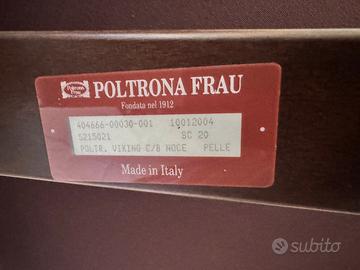 Poltrona
Frau
POLTRONA FRAU
Fondata nel 1912
404666-00030-001 10012004
S215021 SC 20
POLTR. VIKING C/B NOCE PELLE
Made in Italy
subito